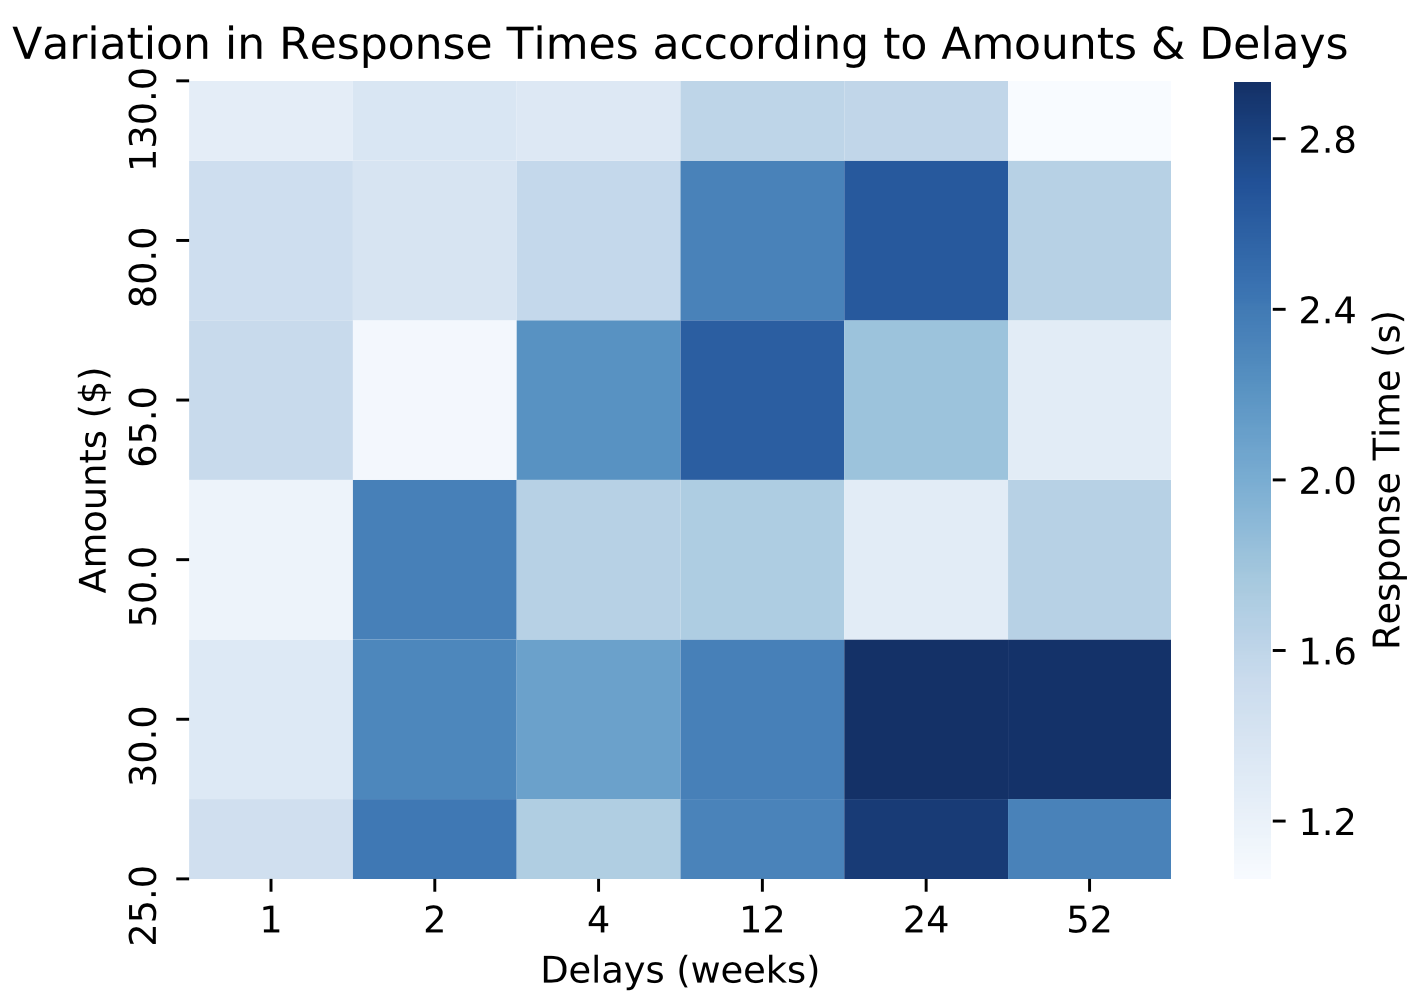 Variation in Response Times according to Amounts & Delays
Amounts ($)
130.0
80.0
65.0
50.0
30.0
25.0
1 2 4 12 24 52
Delays (weeks)
2.8
2.4
2.0
1.6
1.2
Response Time (s)